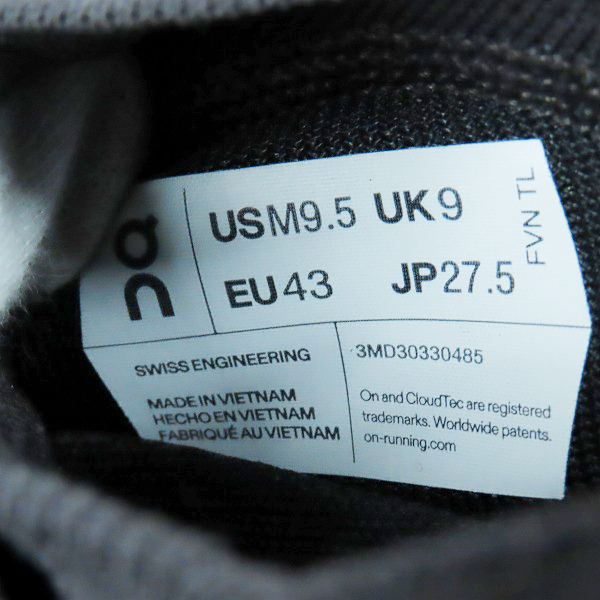 on
USM9.5 UK9
EU43 JP27.5
FVN TL
SWISS ENGINEERING
MADE IN VIETNAM
HECHO EN VIETNAM
FABRIQUÉ AU VIETNAM
3MD30330485
On and CloudTec are registered
trademarks. Worldwide patents.
on-running.com